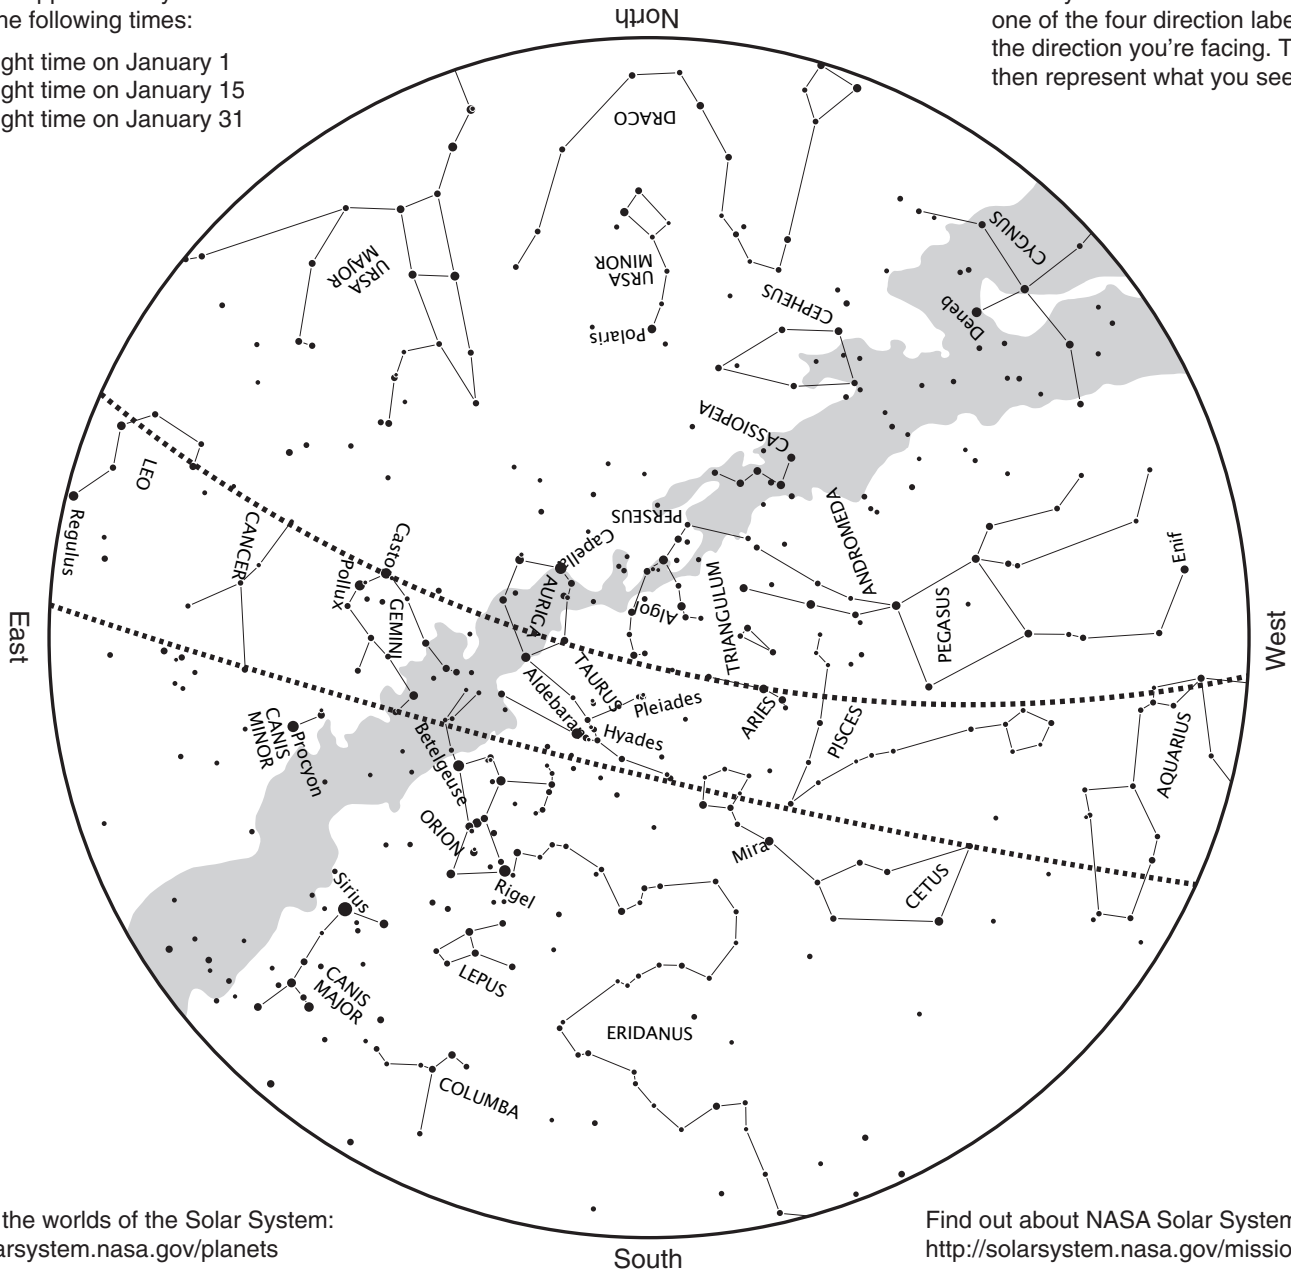 ne following times:
ght time on January 1
ght time on January 15
ght time on January 31
one of the four direction labe
the direction you're facing. T
then represent what you see
North
DRACO
URSA
MAJOR
URSA
MINOR
Polaris
CEPHEUS
CYGNUS
Deneb
CASSIOPEIA
LEO
Regulus
CANCER
Castor
Pollux
GEMINI
PERSEUS
Capella
AURIGA
Algol
TRIANGULUM
ANDROMEDA
PEGASUS
Enif
East
West
TAURUS
Aldebaran
Pleiades
Hyades
ARIES
PISCES
AQUARIUS
CANIS
MINOR
Procyon
Betelgeuse
ORION
Rigel
Mira
CETUS
Sirius
CANIS
MAJOR
LEPUS
ERIDANUS
COLUMBA
South
the worlds of the Solar System:
arsystem.nasa.gov/planets
Find out about NASA Solar System
http://solarsystem.nasa.gov/missio